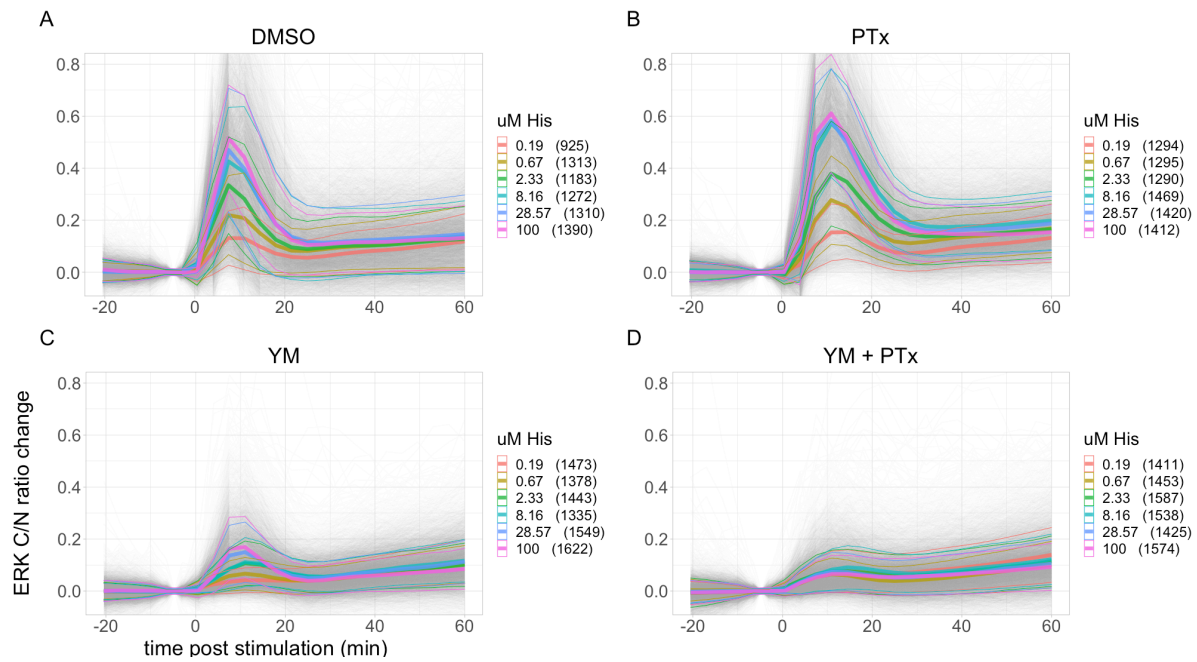 A
DMSO
0.8
0.6
0.4
0.2
0.0
-20 0 20 40 60
uM His
0.19 (925)
0.67 (1313)
2.33 (1183)
8.16 (1272)
28.57 (1310)
100 (1390)
B
PTx
0.8
0.6
0.4
0.2
0.0
-20 0 20 40 60
uM His
0.19 (1294)
0.67 (1295)
2.33 (1290)
8.16 (1469)
28.57 (1420)
100 (1412)
C
YM
ERK C/N ratio change
0.8
0.6
0.4
0.2
0.0
-20 0 20 40 60
time post stimulation (min)
uM His
0.19 (1473)
0.67 (1378)
2.33 (1443)
8.16 (1335)
28.57 (1549)
100 (1622)
D
YM + PTx
0.8
0.6
0.4
0.2
0.0
-20 0 20 40 60
uM His
0.19 (1411)
0.67 (1453)
2.33 (1587)
8.16 (1538)
28.57 (1425)
100 (1574)